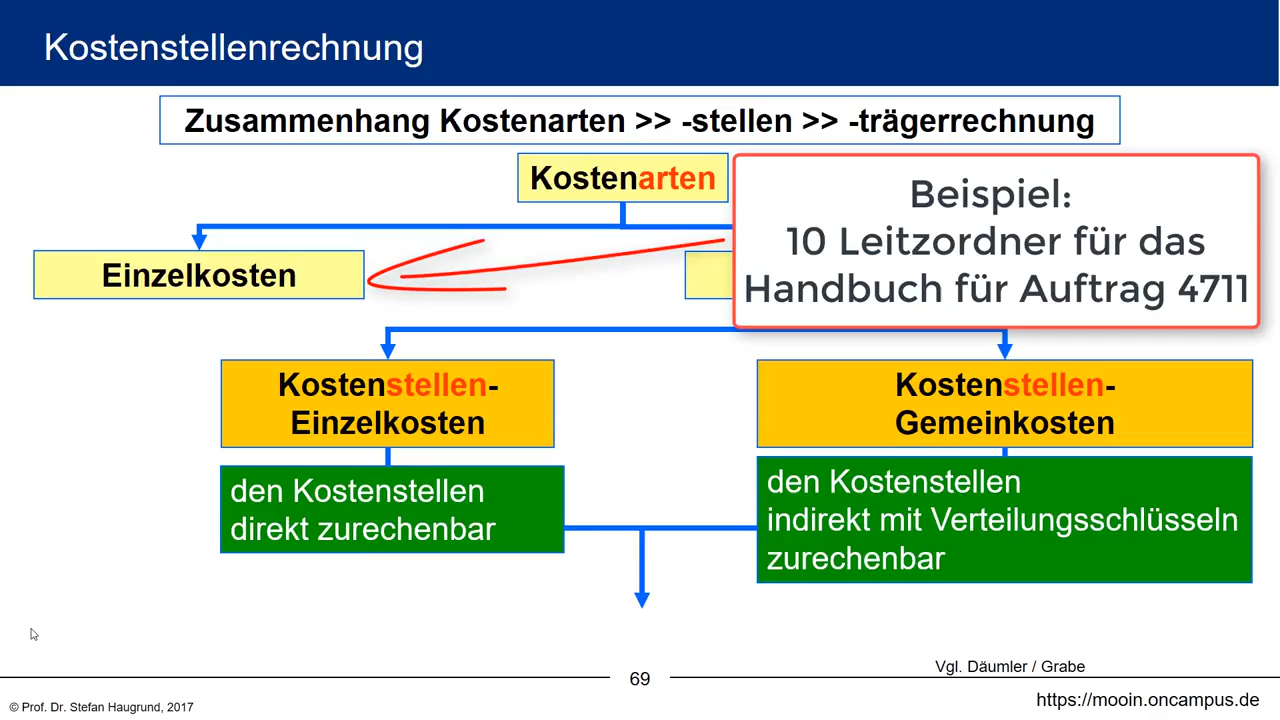 Kostenstellenrechnung
Zusammenhang Kostenarten >> -stellen >> -trägerrechnung
Kostenarten
Beispiel:
10 Leitzordner für das
Handbuch für Auftrag 4711
Einzelkosten
Kostenstellen-
Einzelkosten
Kostenstellen-
Gemeinkosten
den Kostenstellen
direkt zurechenbar
den Kostenstellen
indirekt mit Verteilungsschlüsseln
zurechenbar
Vgl. Däumler / Grabe
69
© Prof. Dr. Stefan Haugrund, 2017
https://mooin.oncampus.de